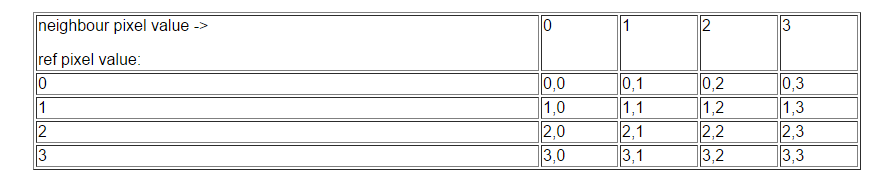 neighbour pixel value -> 0 1 2 3
ref pixel value:
0 0,0 0,1 0,2 0,3
1 1,0 1,1 1,2 1,3
2 2,0 2,1 2,2 2,3
3 3,0 3,1 3,2 3,3